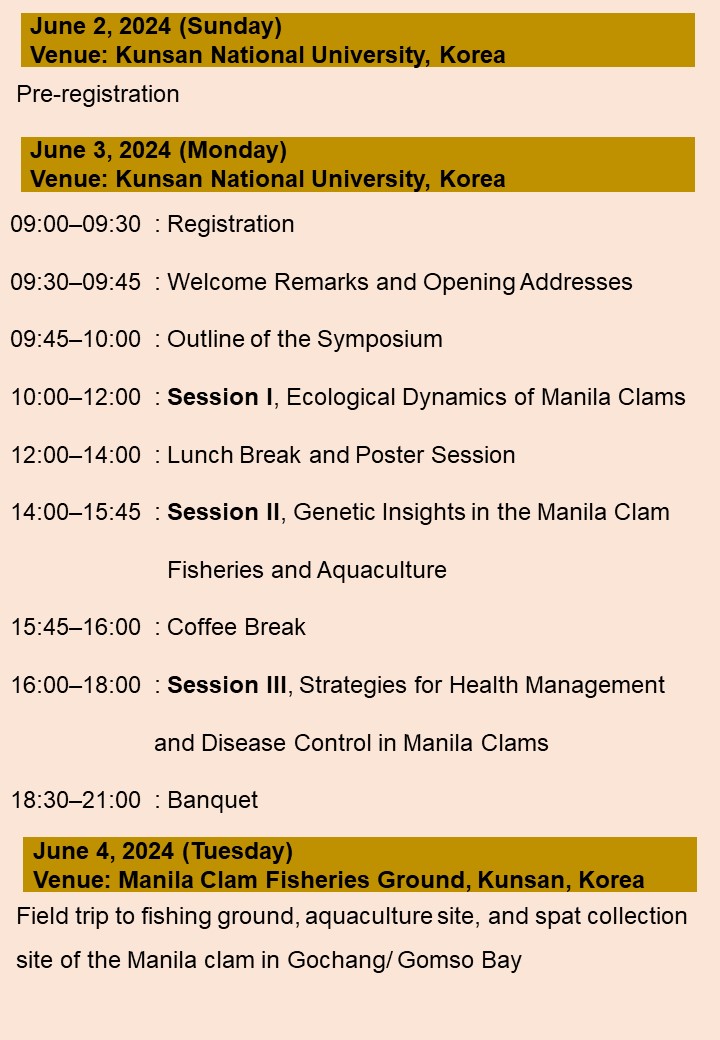 June 2, 2024 (Sunday)
Venue: Kunsan National University, Korea
Pre-registration
June 3, 2024 (Monday)
Venue: Kunsan National University, Korea
09:00–09:30 : Registration
09:30–09:45 : Welcome Remarks and Opening Addresses
09:45–10:00 : Outline of the Symposium
10:00–12:00 : Session I, Ecological Dynamics of Manila Clams
12:00–14:00 : Lunch Break and Poster Session
14:00–15:45 : Session II, Genetic Insights in the Manila Clam
Fisheries and Aquaculture
15:45–16:00 : Coffee Break
16:00–18:00 : Session III, Strategies for Health Management
and Disease Control in Manila Clams
18:30–21:00 : Banquet
June 4, 2024 (Tuesday)
Venue: Manila Clam Fisheries Ground, Kunsan, Korea
Field trip to fishing ground, aquaculture site, and spat collection
site of the Manila clam in Gochang/ Gomso Bay